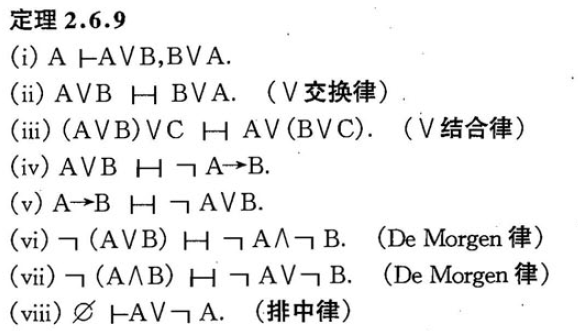 定理 2.6.9
(i) A ⊢A∨B,B∨A.
(ii) A∨B ⊢⊣ B∨A. (∨交换律)
(iii) (A∨B)∨C ⊢⊣ A∨(B∨C). (∨结合律)
(iv) A∨B ⊢⊣ ¬A→B.
(v) A→B ⊢⊣ ¬A∨B.
(vi) ¬(A∨B) ⊢⊣ ¬A∧¬B. (De Morgen 律)
(vii) ¬(A∧B) ⊢⊣ ¬A∨¬B. (De Morgen 律)
(viii) ∅ ⊢A∨¬A. (排中律)